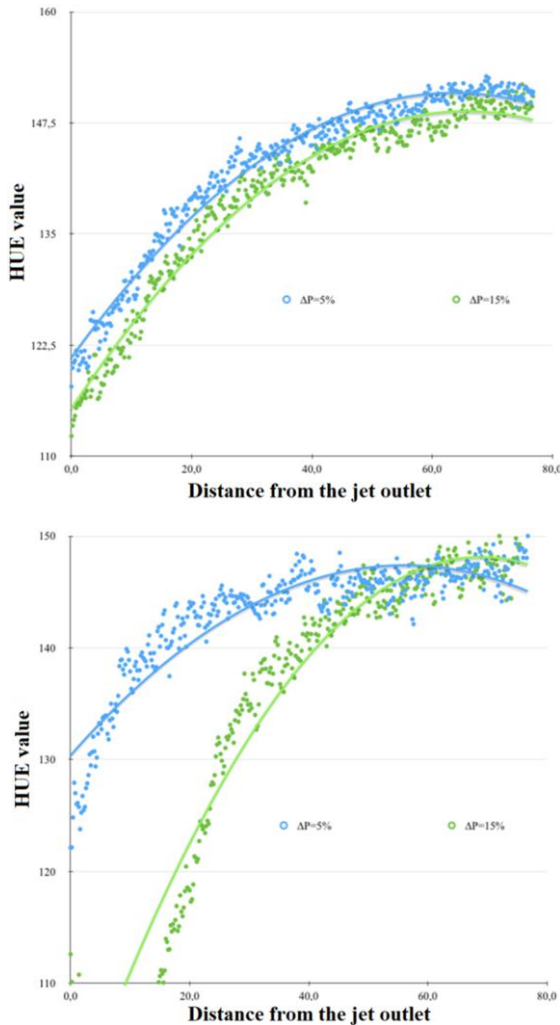 160
147,5
HUE value
135
ΔP=5% ΔP=15%
122,5
110
0,0 20,0 40,0 60,0 80,0
Distance from the jet outlet
150
140
HUE value
130
ΔP=5% ΔP=15%
120
110
0,0 20,0 40,0 60,0 80,0
Distance from the jet outlet